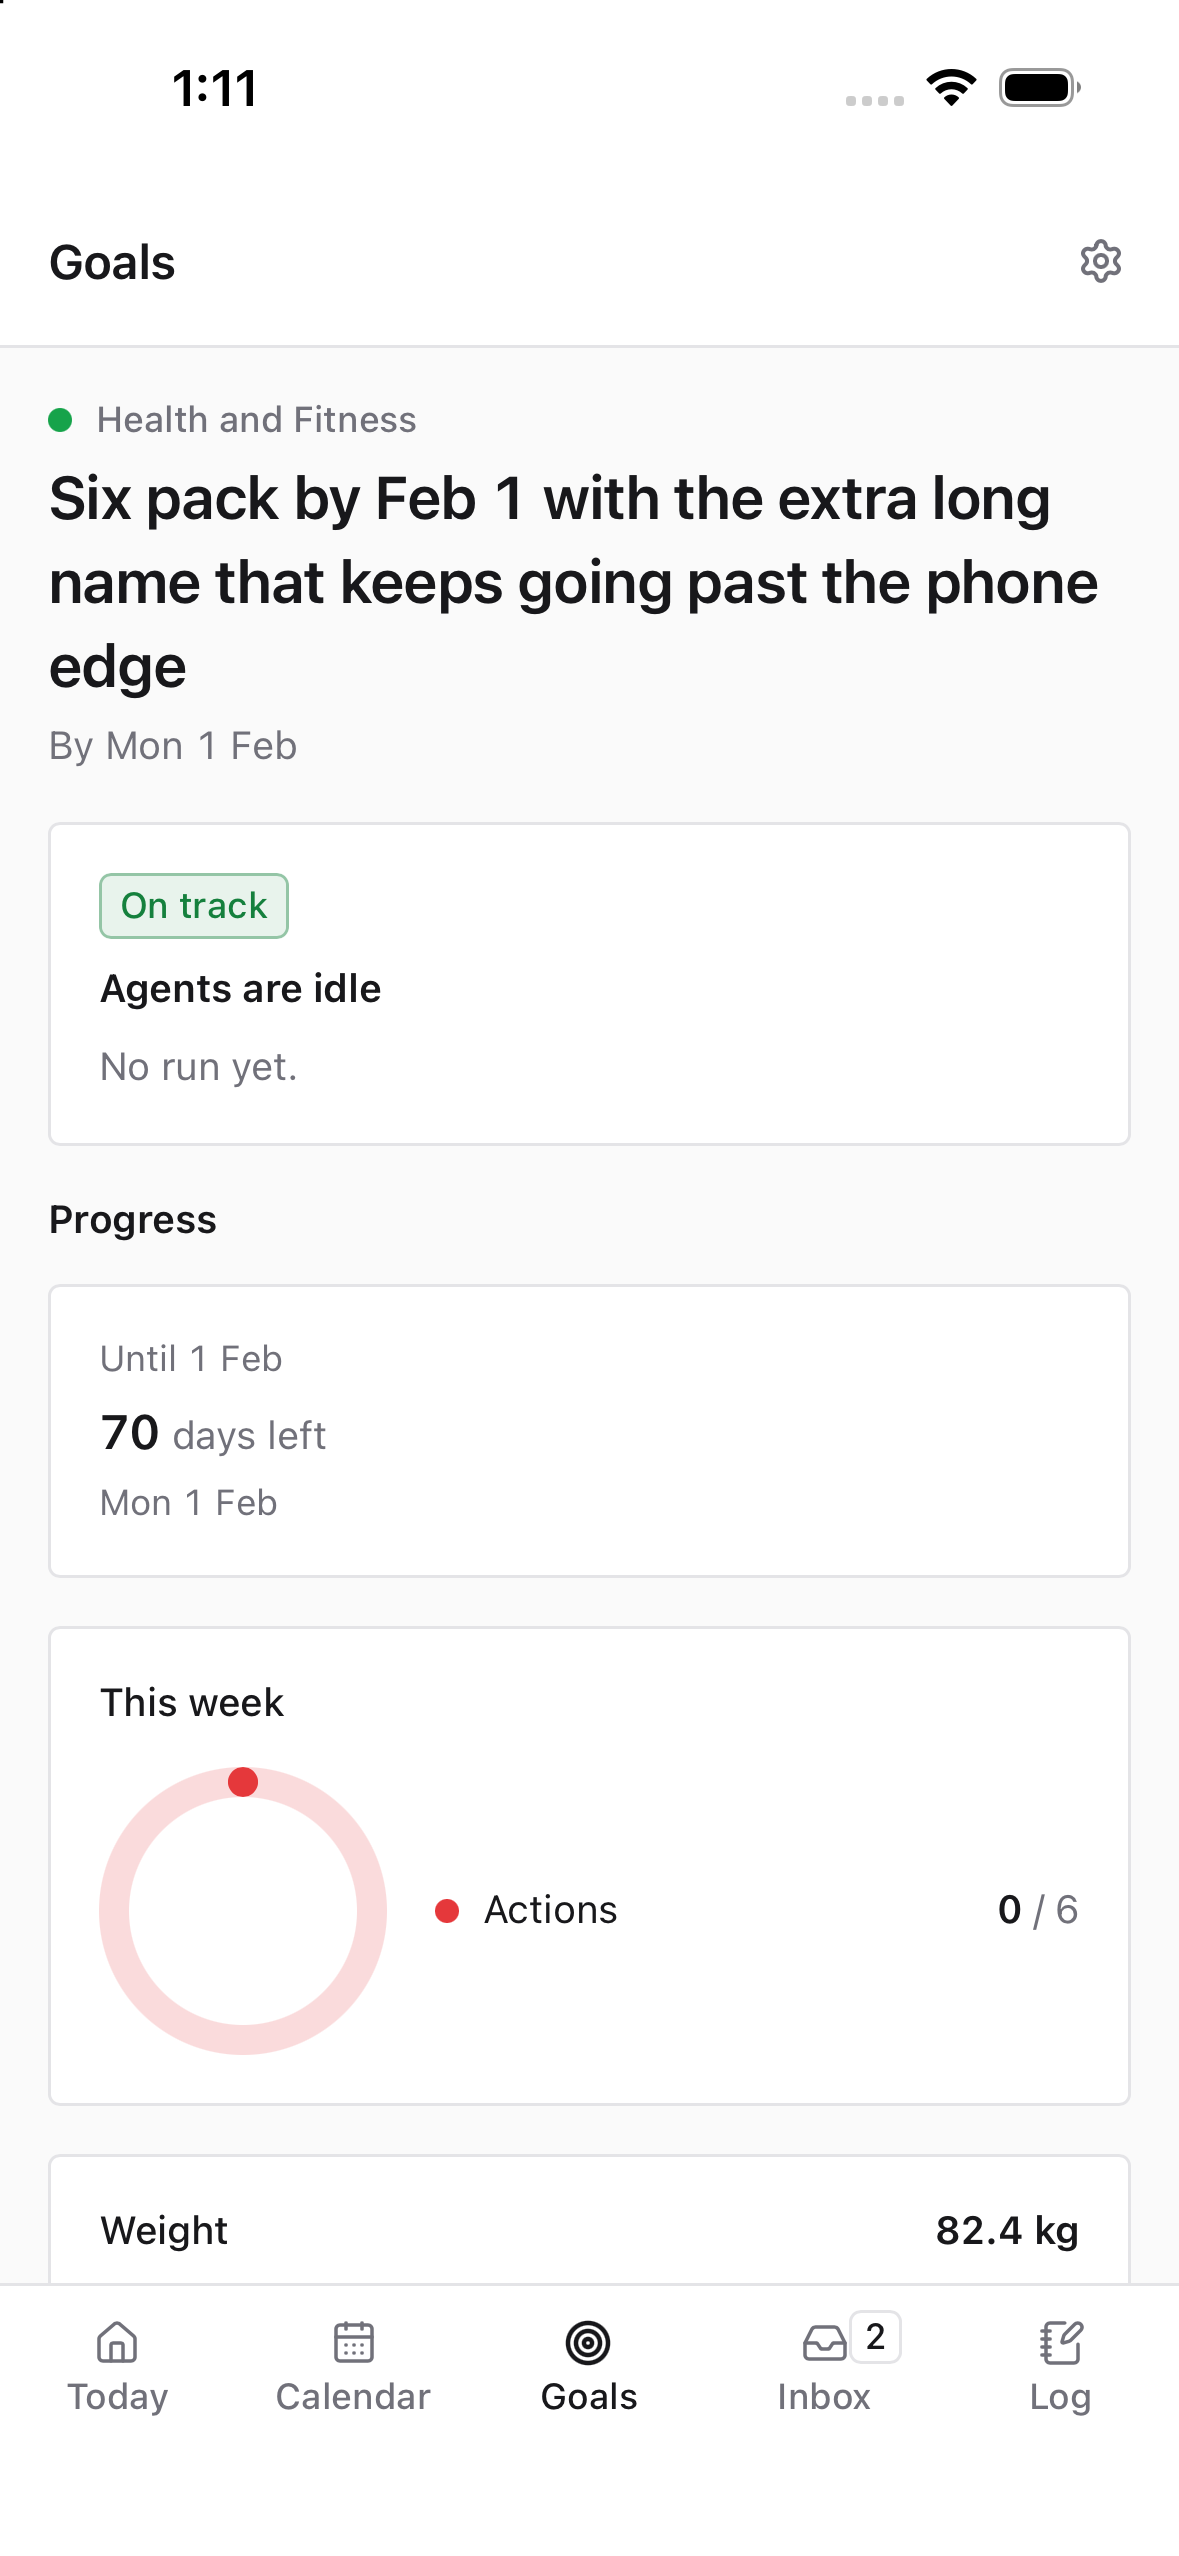 1:11
Goals
Health and Fitness
Six pack by Feb 1 with the extra long
name that keeps going past the phone
edge
By Mon 1 Feb
On track
Agents are idle
No run yet.
Progress
Until 1 Feb
70 days left
Mon 1 Feb
This week
Actions 0 / 6
Weight 82.4 kg
2
Today Calendar Goals Inbox Log